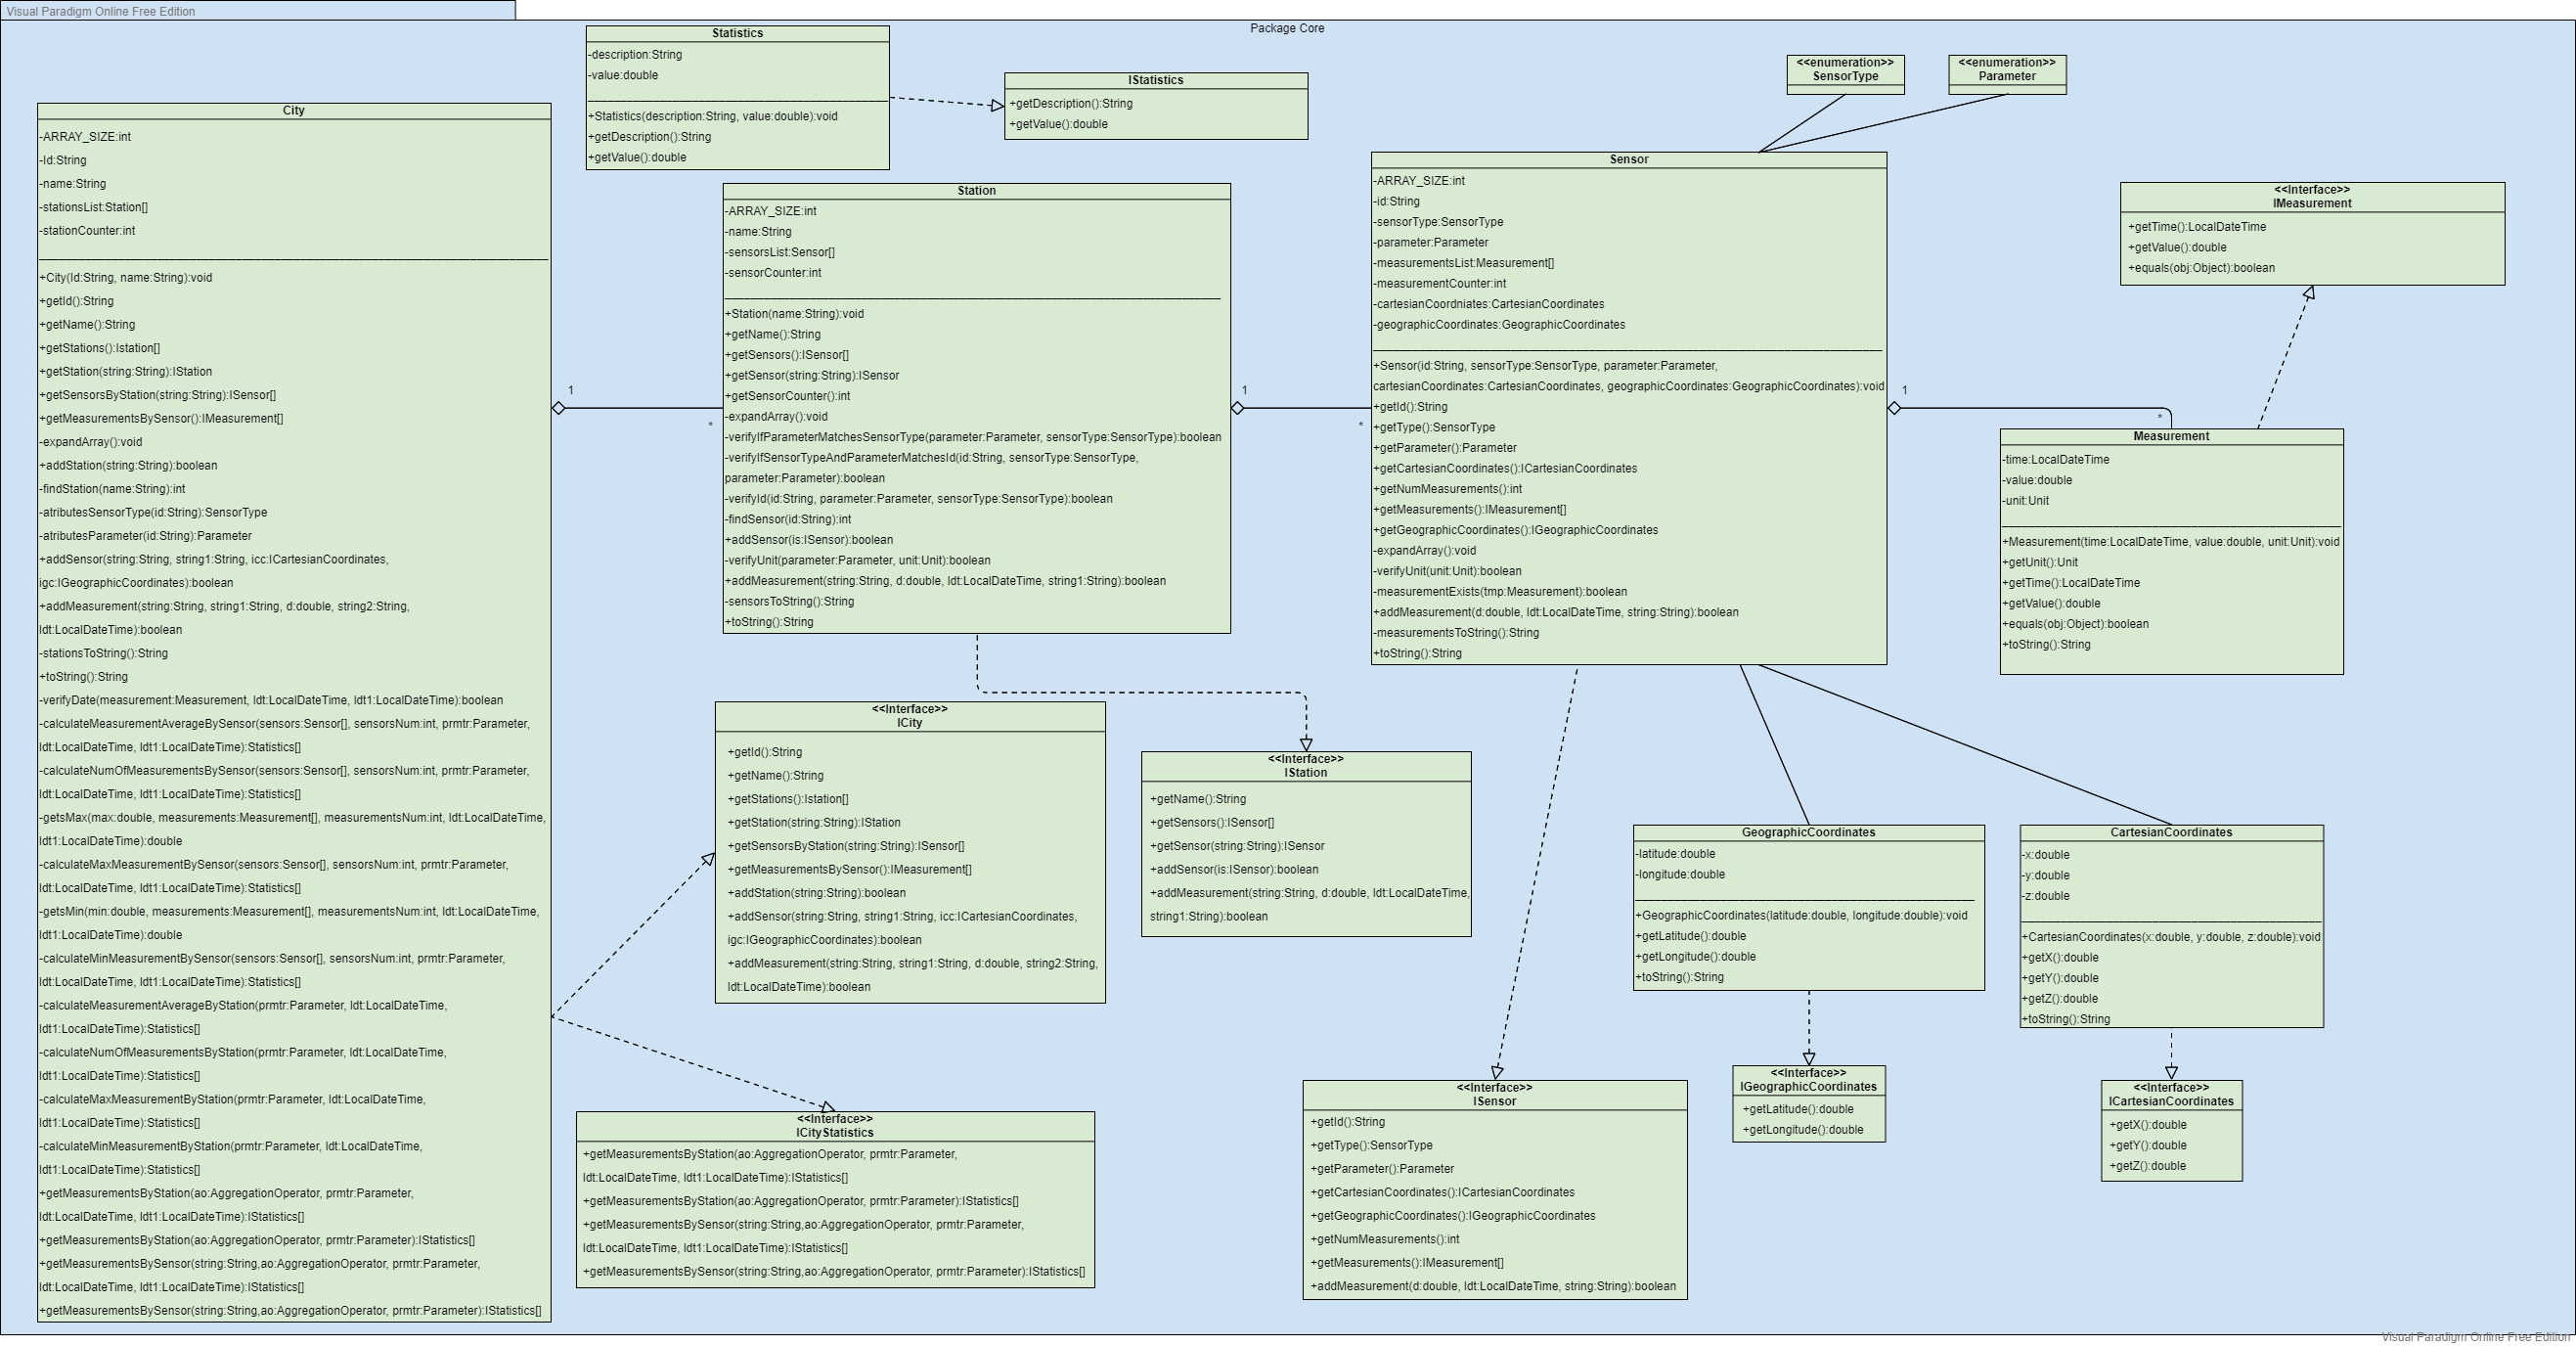 Visual Paradigm Online Free Edition
Package Core
Statistics
-description:String
-value:double
+Statistics(description:String, value:double):void
+getDescription():String
+getValue():double
IStatistics
+getDescription():String
+getValue():double
<<enumeration>>
SensorType
<<enumeration>>
Parameter
City
-ARRAY_SIZE:int
-Id:String
-name:String
-stationsList:Station[]
-stationCounter:int
+City(Id:String, name:String):void
+getId():String
+getName():String
+getStations():Istation[]
+getStation(string:String):IStation
+getSensorsByStation(string:String):ISensor[]
+getMeasurementsBySensor():IMeasurement[]
-expandArray():void
+addStation(string:String):boolean
-findStation(name:String):int
-atributesSensorType(id:String):SensorType
-atributesParameter(id:String):Parameter
+addSensor(string:String, string1:String, icc:ICartesianCoordinates,
igc:IGeographicCoordinates):boolean
+addMeasurement(string:String, string1:String, d:double, string2:String,
ldt:LocalDateTime):boolean
-stationsToString():String
+toString():String
-verifyDate(measurement:Measurement, ldt:LocalDateTime, ldt1:LocalDateTime):boolean
-calculateMeasurementAverageBySensor(sensors:Sensor[], sensorsNum:int, prmtr:Parameter,
ldt:LocalDateTime, ldt1:LocalDateTime):Statistics[]
-calculateNumOfMeasurementsBySensor(sensors:Sensor[], sensorsNum:int, prmtr:Parameter,
ldt:LocalDateTime, ldt1:LocalDateTime):Statistics[]
-getsMax(max:double, measurements:Measurement[], measurementsNum:int, ldt:LocalDateTime,
ldt1:LocalDateTime):double
-calculateMaxMeasurementBySensor(sensors:Sensor[], sensorsNum:int, prmtr:Parameter,
ldt:LocalDateTime, ldt1:LocalDateTime):Statistics[]
-getsMin(min:double, measurements:Measurement[], measurementsNum:int, ldt:LocalDateTime,
ldt1:LocalDateTime):double
-calculateMinMeasurementBySensor(sensors:Sensor[], sensorsNum:int, prmtr:Parameter,
ldt:LocalDateTime, ldt1:LocalDateTime):Statistics[]
-calculateMeasurementAverageByStation(prmtr:Parameter, ldt:LocalDateTime,
ldt1:LocalDateTime):Statistics[]
-calculateNumOfMeasurementsByStation(prmtr:Parameter, ldt:LocalDateTime,
ldt1:LocalDateTime):Statistics[]
-calculateMaxMeasurementByStation(prmtr:Parameter, ldt:LocalDateTime,
ldt1:LocalDateTime):Statistics[]
-calculateMinMeasurementByStation(prmtr:Parameter, ldt:LocalDateTime,
ldt1:LocalDateTime):Statistics[]
+getMeasurementsByStation(ao:AggregationOperator, prmtr:Parameter,
ldt:LocalDateTime, ldt1:LocalDateTime):IStatistics[]
+getMeasurementsByStation(ao:AggregationOperator, prmtr:Parameter):IStatistics[]
+getMeasurementsBySensor(string:String,ao:AggregationOperator, prmtr:Parameter,
ldt:LocalDateTime, ldt1:LocalDateTime):IStatistics[]
+getMeasurementsBySensor(string:String,ao:AggregationOperator, prmtr:Parameter):IStatistics[]
1
*
Station
-ARRAY_SIZE:int
-name:String
-sensorsList:Sensor[]
-sensorCounter:int
+Station(name:String):void
+getName():String
+getSensors():ISensor[]
+getSensor(string:String):ISensor
+getSensorCounter():int
-expandArray():void
-verifyIfParameterMatchesSensorType(parameter:Parameter, sensorType:SensorType):boolean
-verifyIfSensorTypeAndParameterMatchesId(id:String, sensorType:SensorType,
parameter:Parameter):boolean
-verifyId(id:String, parameter:Parameter, sensorType:SensorType):boolean
-findSensor(id:String):int
+addSensor(is:ISensor):boolean
-verifyUnit(parameter:Parameter, unit:Unit):boolean
+addMeasurement(string:String, d:double, ldt:LocalDateTime, string1:String):boolean
-sensorsToString():String
+toString():String
1
*
Sensor
-ARRAY_SIZE:int
-id:String
-sensorType:SensorType
-parameter:Parameter
-measurementsList:Measurement[]
-measurementCounter:int
-cartesianCoordniates:CartesianCoordinates
-geographicCoordinates:GeographicCoordinates
+Sensor(id:String, sensorType:SensorType, parameter:Parameter,
cartesianCoordinates:CartesianCoordinates, geographicCoordinates:GeographicCoordinates):void
+getId():String
+getType():SensorType
+getParameter():Parameter
+getCartesianCoordinates():ICartesianCoordinates
+getNumMeasurements():int
+getMeasurements():IMeasurement[]
+getGeographicCoordinates():IGeographicCoordinates
-expandArray():void
-verifyUnit(unit:Unit):boolean
-measurementExists(tmp:Measurement):boolean
+addMeasurement(d:double, ldt:LocalDateTime, string:String):boolean
-measurementsToString():String
+toString():String
1
*
<<Interface>>
IMeasurement
+getTime():LocalDateTime
+getValue():double
+equals(obj:Object):boolean
Measurement
-time:LocalDateTime
-value:double
-unit:Unit
+Measurement(time:LocalDateTime, value:double, unit:Unit):void
+getUnit():Unit
+getTime():LocalDateTime
+getValue():double
+equals(obj:Object):boolean
+toString():String
<<Interface>>
ICity
+getId():String
+getName():String
+getStations():Istation[]
+getStation(string:String):IStation
+getSensorsByStation(string:String):ISensor[]
+getMeasurementsBySensor():IMeasurement[]
+addStation(string:String):boolean
+addSensor(string:String, string1:String, icc:ICartesianCoordinates,
igc:IGeographicCoordinates):boolean
+addMeasurement(string:String, string1:String, d:double, string2:String,
ldt:LocalDateTime):boolean
<<Interface>>
IStation
+getName():String
+getSensors():ISensor[]
+getSensor(string:String):ISensor
+addSensor(is:ISensor):boolean
+addMeasurement(string:String, d:double, ldt:LocalDateTime,
string1:String):boolean
GeographicCoordinates
-latitude:double
-longitude:double
+GeographicCoordinates(latitude:double, longitude:double):void
+getLatitude():double
+getLongitude():double
+toString():String
CartesianCoordinates
-x:double
-y:double
-z:double
+CartesianCoordinates(x:double, y:double, z:double):void
+getX():double
+getY():double
+getZ():double
+toString():String
<<Interface>>
ICityStatistics
+getMeasurementsByStation(ao:AggregationOperator, prmtr:Parameter,
ldt:LocalDateTime, ldt1:LocalDateTime):IStatistics[]
+getMeasurementsByStation(ao:AggregationOperator, prmtr:Parameter):IStatistics[]
+getMeasurementsBySensor(string:String,ao:AggregationOperator, prmtr:Parameter,
ldt:LocalDateTime, ldt1:LocalDateTime):IStatistics[]
+getMeasurementsBySensor(string:String,ao:AggregationOperator, prmtr:Parameter):IStatistics[]
<<Interface>>
ISensor
+getId():String
+getType():SensorType
+getParameter():Parameter
+getCartesianCoordinates():ICartesianCoordinates
+getGeographicCoordinates():IGeographicCoordinates
+getNumMeasurements():int
+getMeasurements():IMeasurement[]
+addMeasurement(d:double, ldt:LocalDateTime, string:String):boolean
<<Interface>>
IGeographicCoordinates
+getLatitude():double
+getLongitude():double
<<Interface>>
ICartesianCoordinates
+getX():double
+getY():double
+getZ():double
Visual Paradigm Online Free Edition